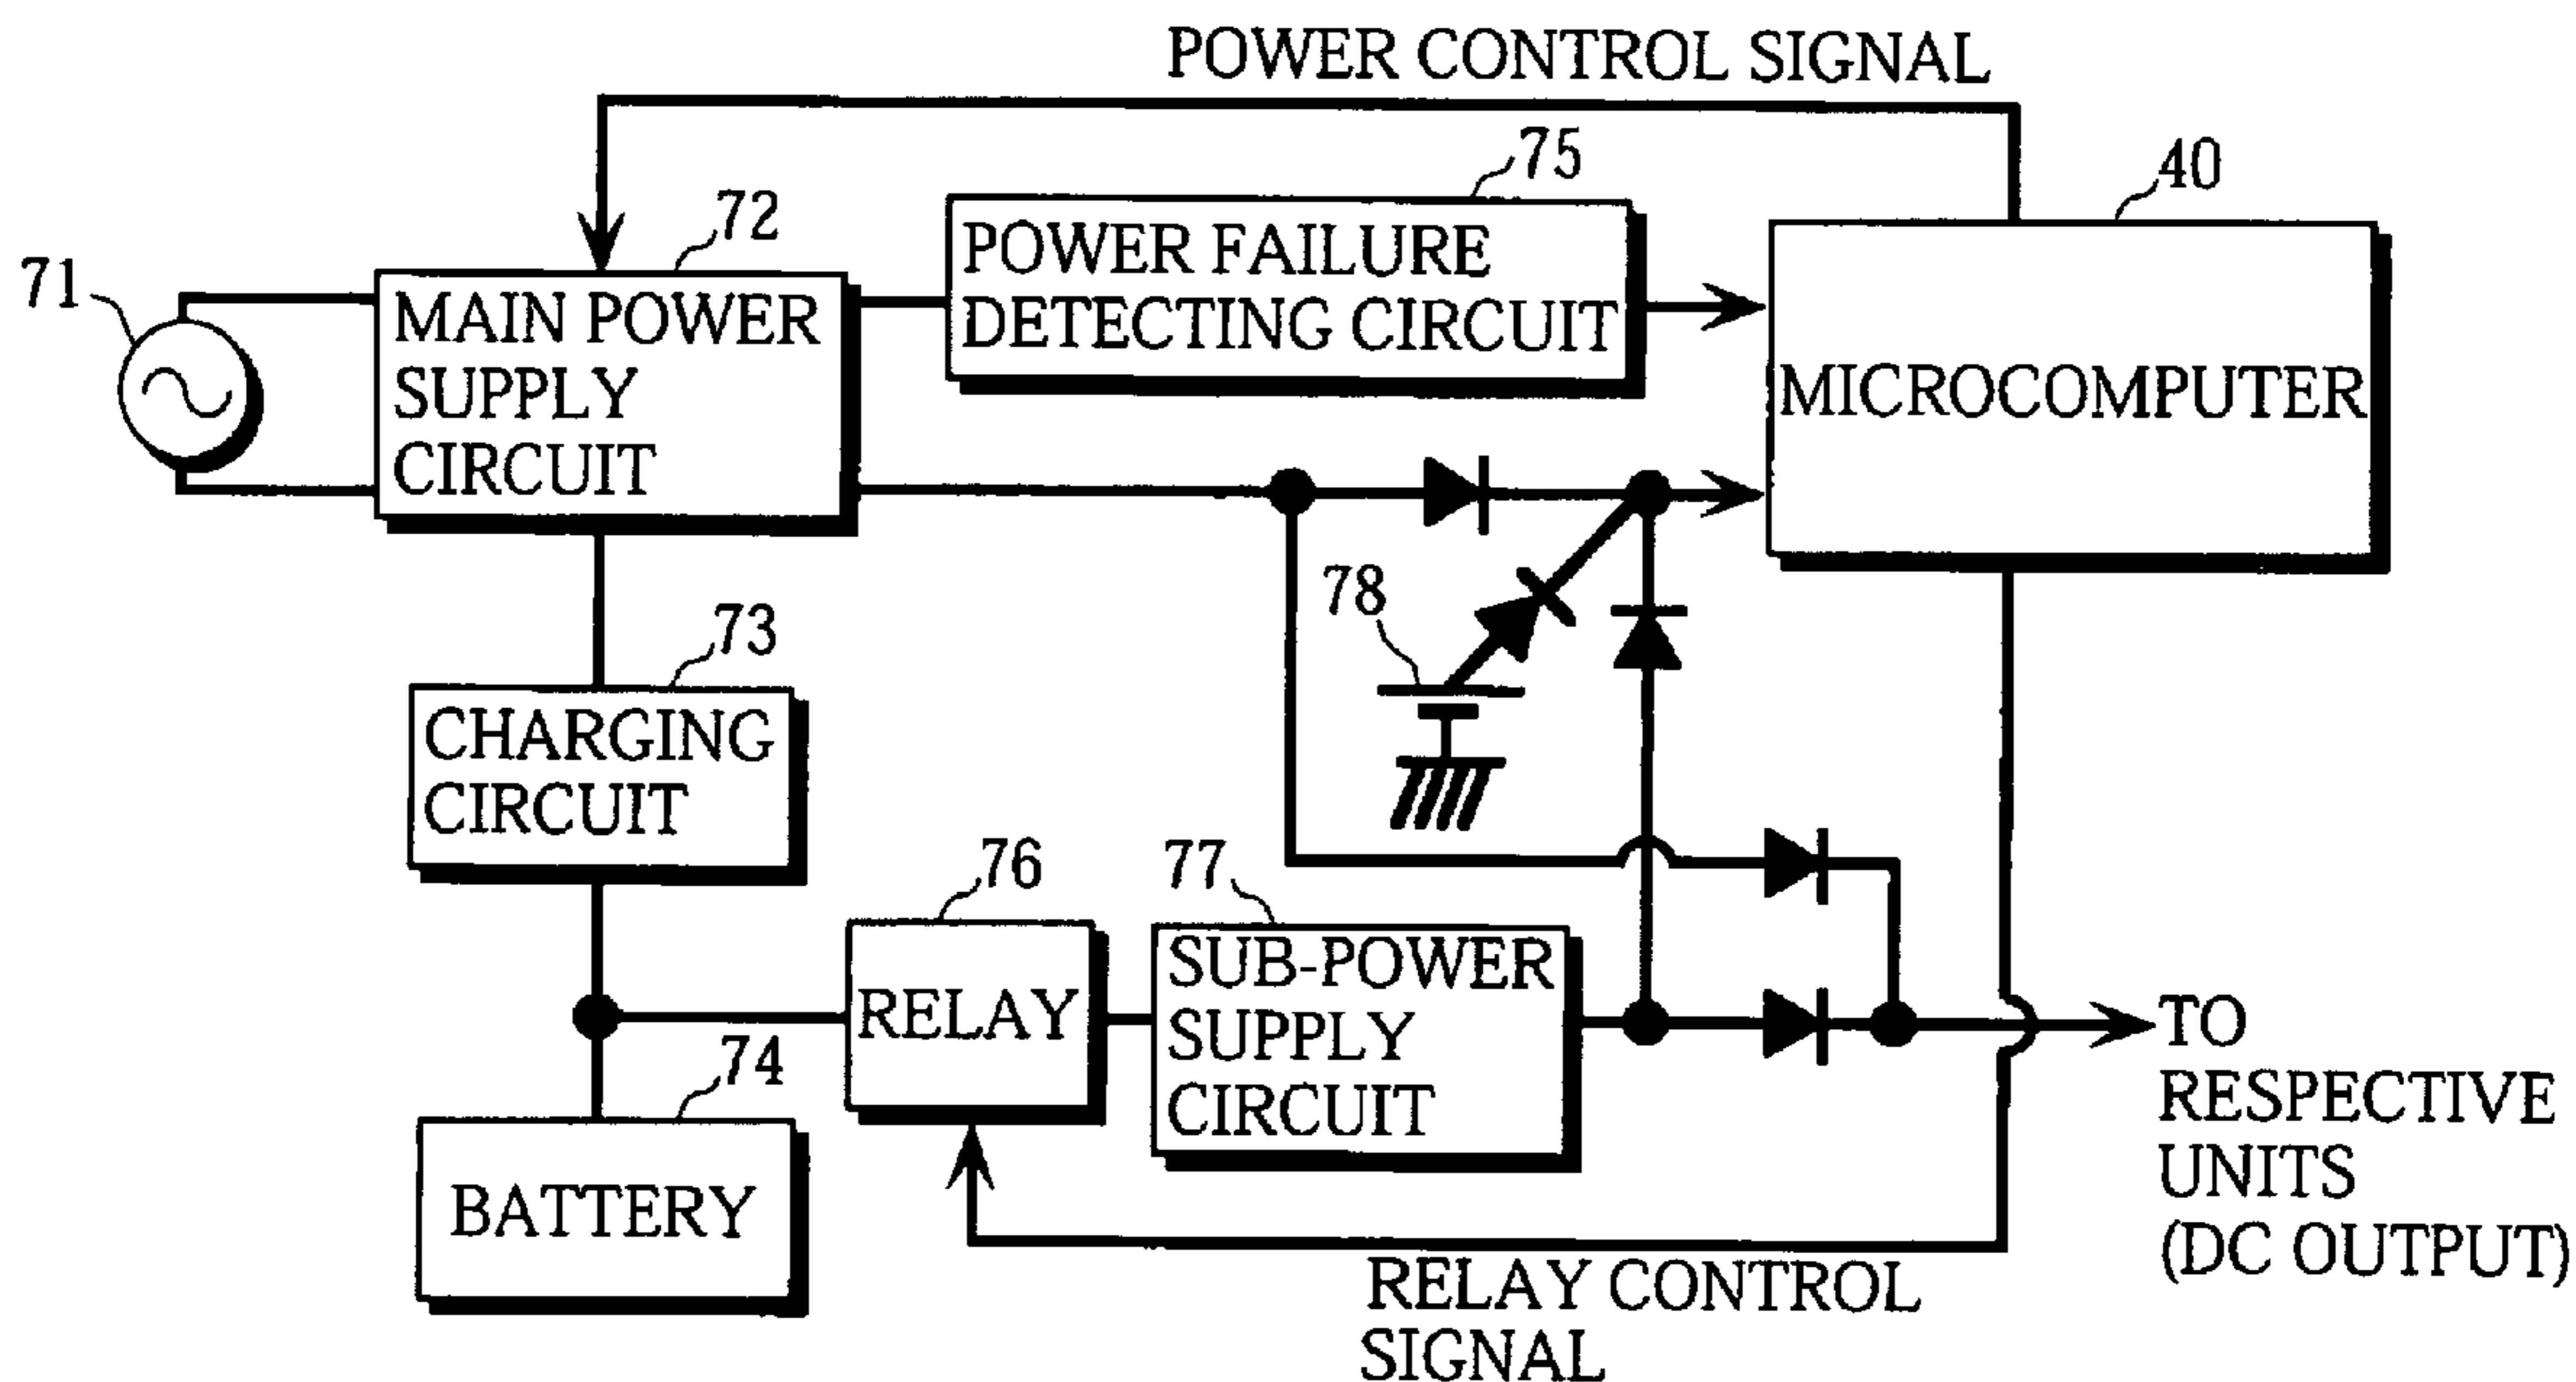 POWER CONTROL SIGNAL
75
40
72
71
POWER FAILURE
DETECTING CIRCUIT
MAIN POWER
SUPPLY
CIRCUIT
MICROCOMPUTER
78
73
CHARGING
CIRCUIT
76
77
RELAY
SUB-POWER
SUPPLY
CIRCUIT
74
BATTERY
TO
RESPECTIVE
UNITS
(DC OUTPUT)
RELAY CONTROL
SIGNAL